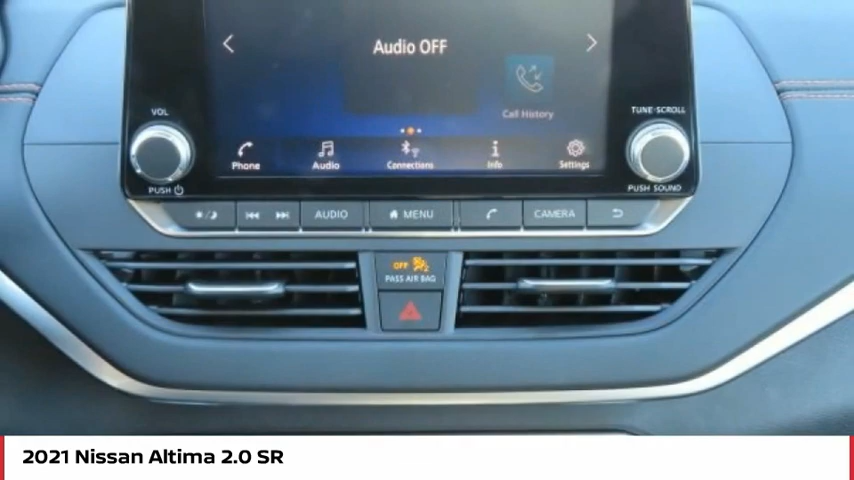 Audio OFF
Call History
VOL
TUNE·SCROLL
Phone
Audio
Connections
Info
Settings
PUSH
PUSH SOUND
AUDIO
MENU
CAMERA
OFF
PASS AIR BAG
2021 Nissan Altima 2.0 SR